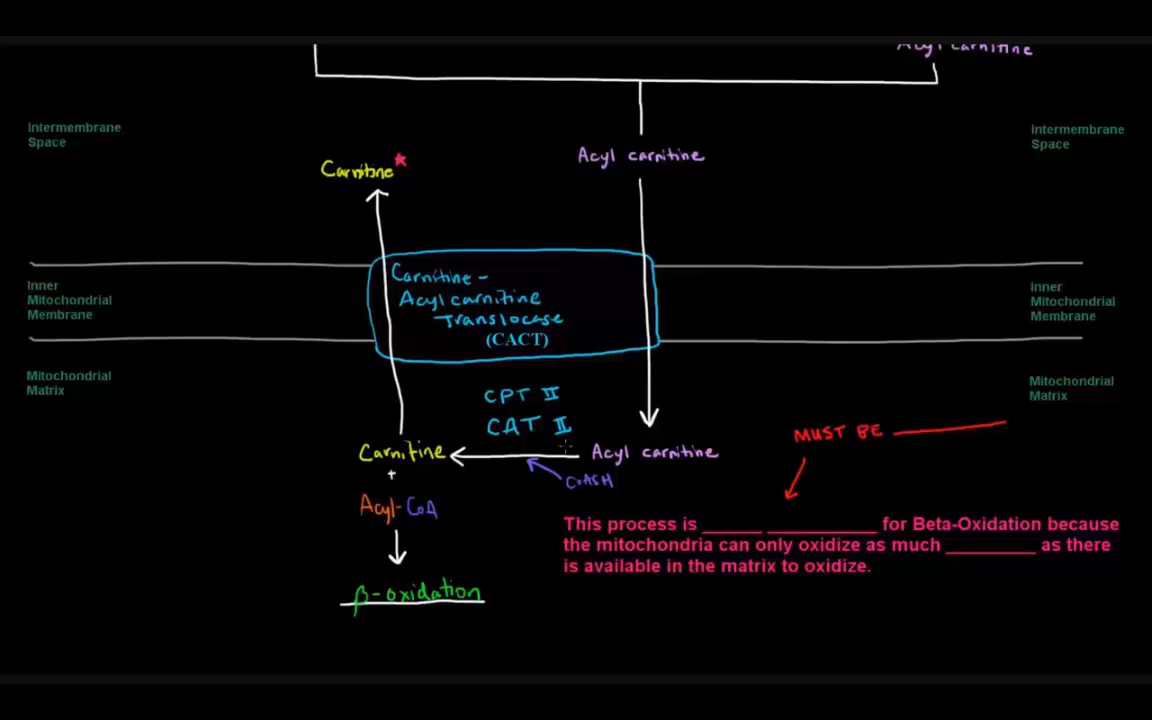 Acyl carnitine
Intermembrane
Space
Intermembrane
Space
Carnitine*
Acyl carnitine
Carnitine-
Acylcarnitine
Translocase
(CACT)
Inner
Mitochondrial
Membrane
Inner
Mitochondrial
Membrane
Mitochondrial
Matrix
Mitochondrial
Matrix
CPT II
CAT II
MUST BE ________
Carnitine
Acyl carnitine
+
CoASH
Acyl-CoA
This process is ______ ___________ for Beta-Oxidation because
the mitochondria can only oxidize as much _________ as there
is available in the matrix to oxidize.
β-oxidation